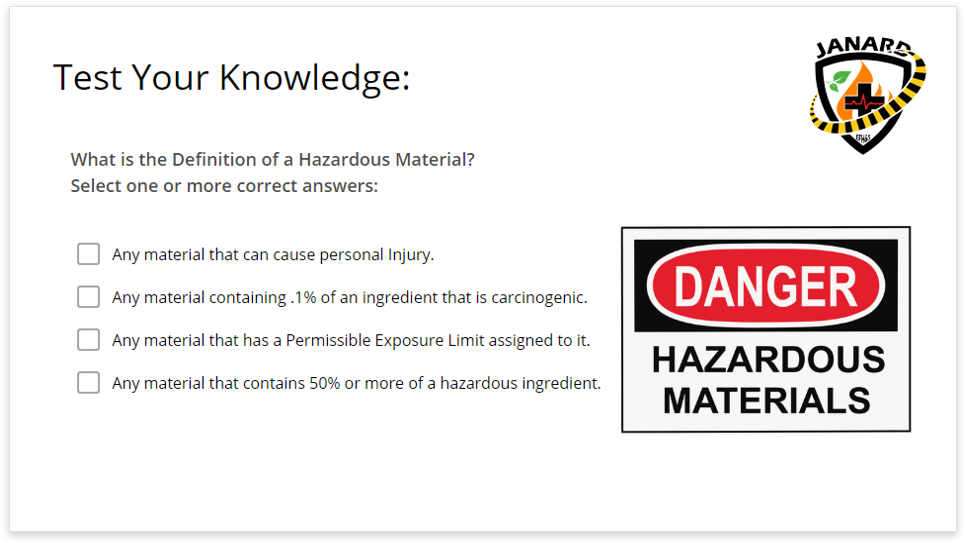 JANARD
Test Your Knowledge:
What is the Definition of a Hazardous Material?
Select one or more correct answers:
Any material that can cause personal Injury.
Any material containing .1% of an ingredient that is carcinogenic.
Any material that has a Permissible Exposure Limit assigned to it.
Any material that contains 50% or more of a hazardous ingredient.
DANGER
HAZARDOUS
MATERIALS